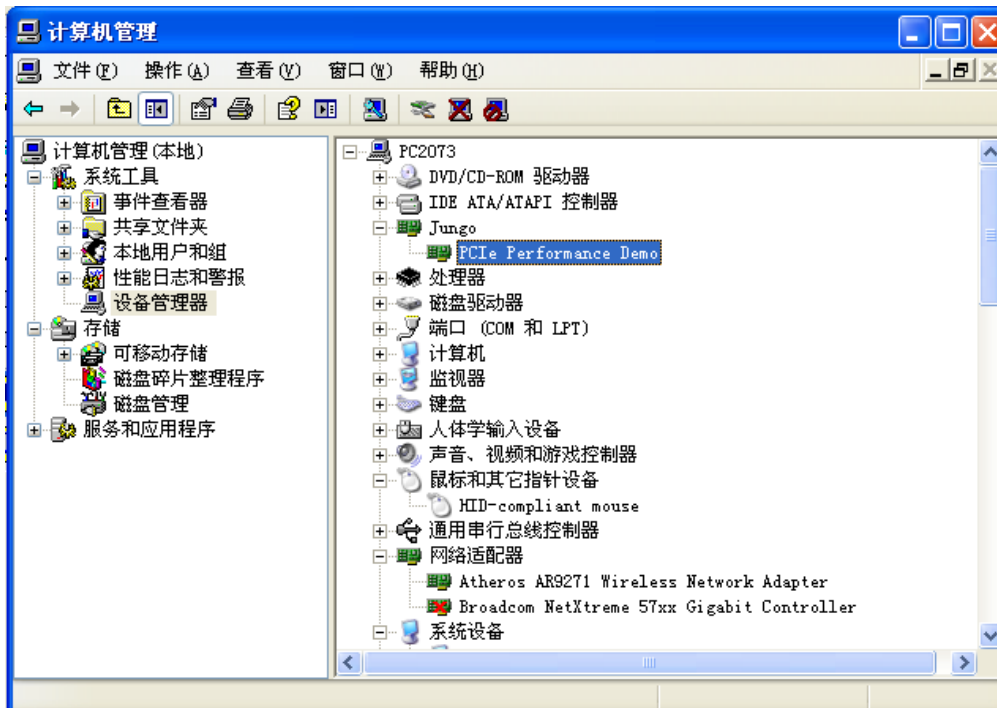 计算机管理
文件(F) 操作(A) 查看(V) 窗口(W) 帮助(H)
计算机管理(本地)
系统工具
事件查看器
共享文件夹
本地用户和组
性能日志和警报
设备管理器
存储
可移动存储
磁盘碎片整理程序
磁盘管理
服务和应用程序
PC2073
DVD/CD-ROM 驱动器
IDE ATA/ATAPI 控制器
Jungo
PCIe Performance Demo
处理器
磁盘驱动器
端口 (COM 和 LPT)
计算机
监视器
键盘
人体学输入设备
声音、视频和游戏控制器
鼠标和其它指针设备
HID-compliant mouse
通用串行总线控制器
网络适配器
Atheros AR9271 Wireless Network Adapter
Broadcom NetXtreme 57xx Gigabit Controller
系统设备